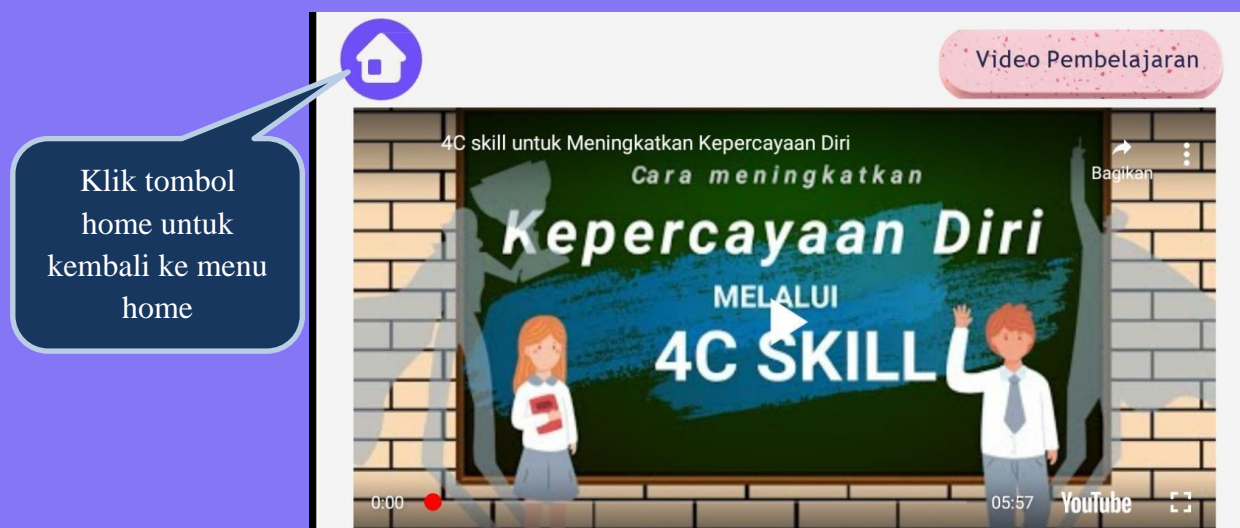 Video Pembelajaran
Klik tombol
home untuk
kembali ke menu
home
4C skill untuk Meningkatkan Kepercayaan Diri
Bagikan
Cara meningkatkan
Kepercayaan Diri
MELALUI
4C SKILL
0:00
05:57
YouTube